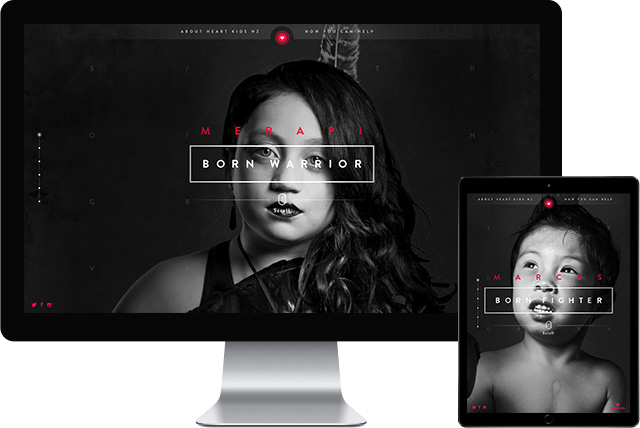 ABOUT HEART KIDS NZ
HOW YOU CAN HELP
MERAPI
BORN WARRIOR
Scroll
ABOUT HEART KIDS NZ
HOW YOU CAN HELP
MARCUS
BORN FIGHTER
Scroll